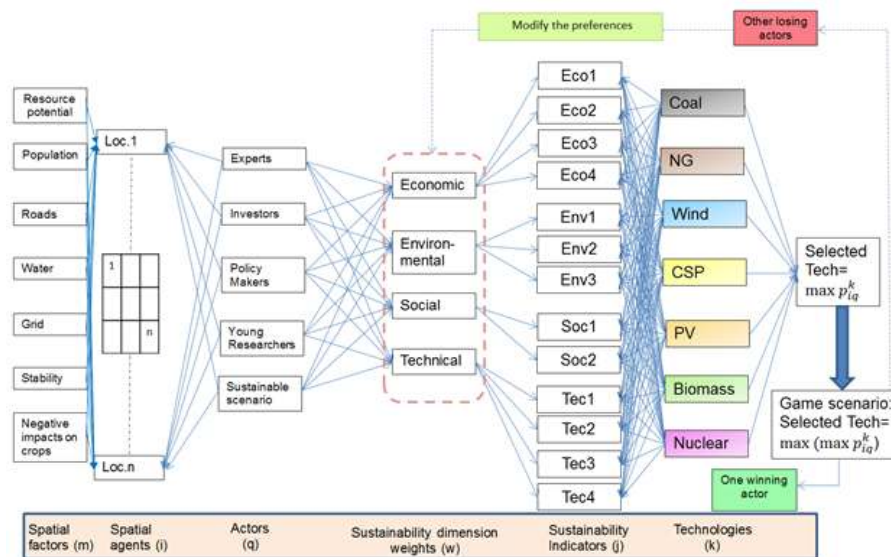 Modify the preferences
Other losing
actors
Resource
potential
Population
Roads
Water
Grid
Stability
Negative
impacts on
crops
Loc.1
1
n
Loc.n
Experts
Investors
Policy
Makers
Young
Researchers
Sustainable
scenario
Economic
Environ-
mental
Social
Technical
Eco1
Eco2
Eco3
Eco4
Env1
Env2
Env3
Soc1
Soc2
Tec1
Tec2
Tec3
Tec4
Coal
NG
Wind
CSP
PV
Biomass
Nuclear
Selected
Tech=
max p_{iq}^{k}
Game scenario:
Selected Tech=
max (max p_{iq}^{k})
One winning
actor
Spatial
factors (m)
Spatial
agents (i)
Actors
(q)
Sustainability dimension
weights (w)
Sustainability
Indicators (j)
Technologies
(k)